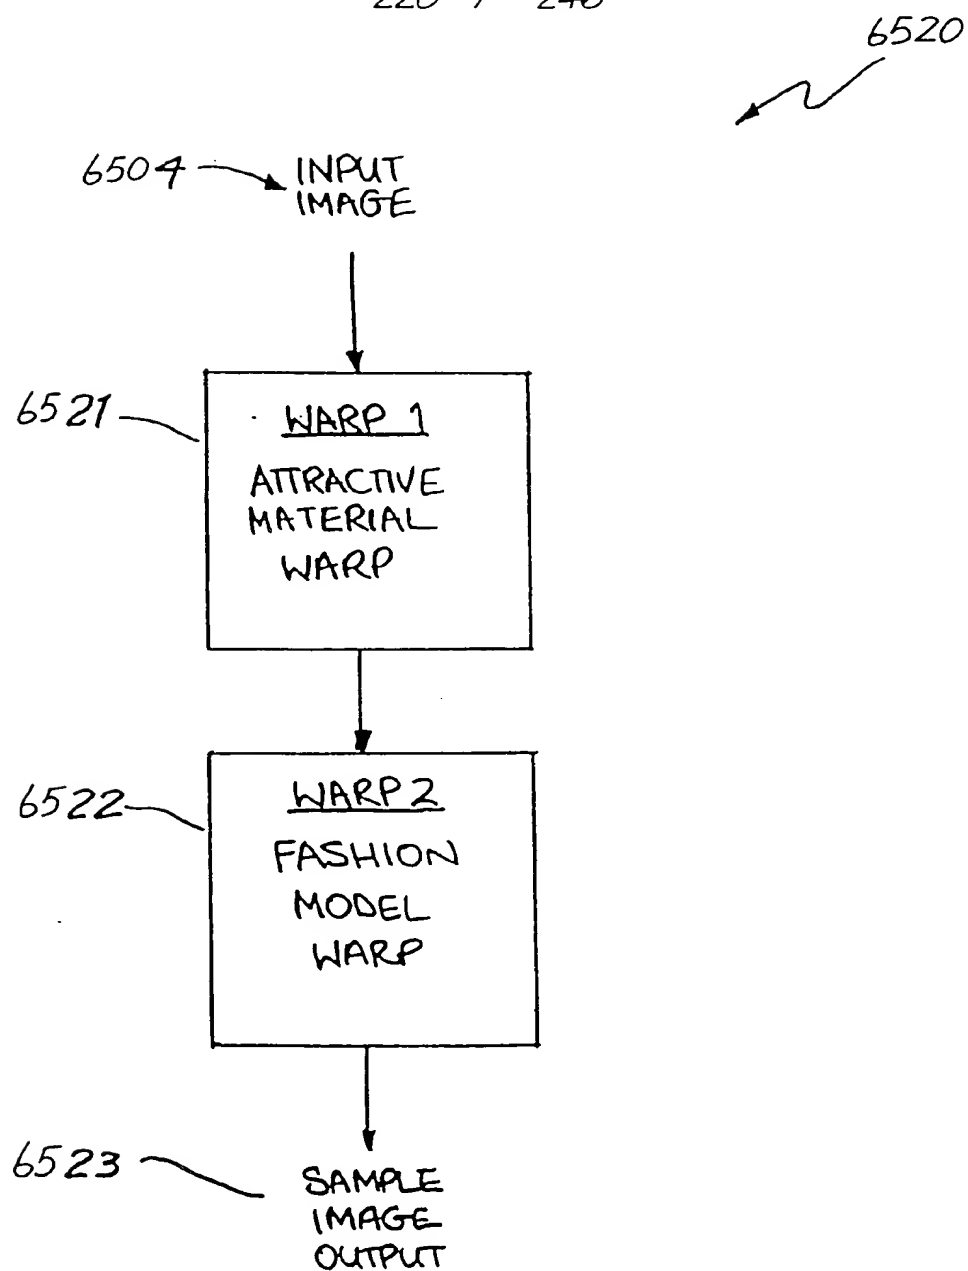 6520
6504
INPUT
IMAGE
6521
WARP 1
ATTRACTIVE
MATERIAL
WARP
6522
WARP 2
FASHION
MODEL
WARP
6523
SAMPLE
IMAGE
OUTPUT